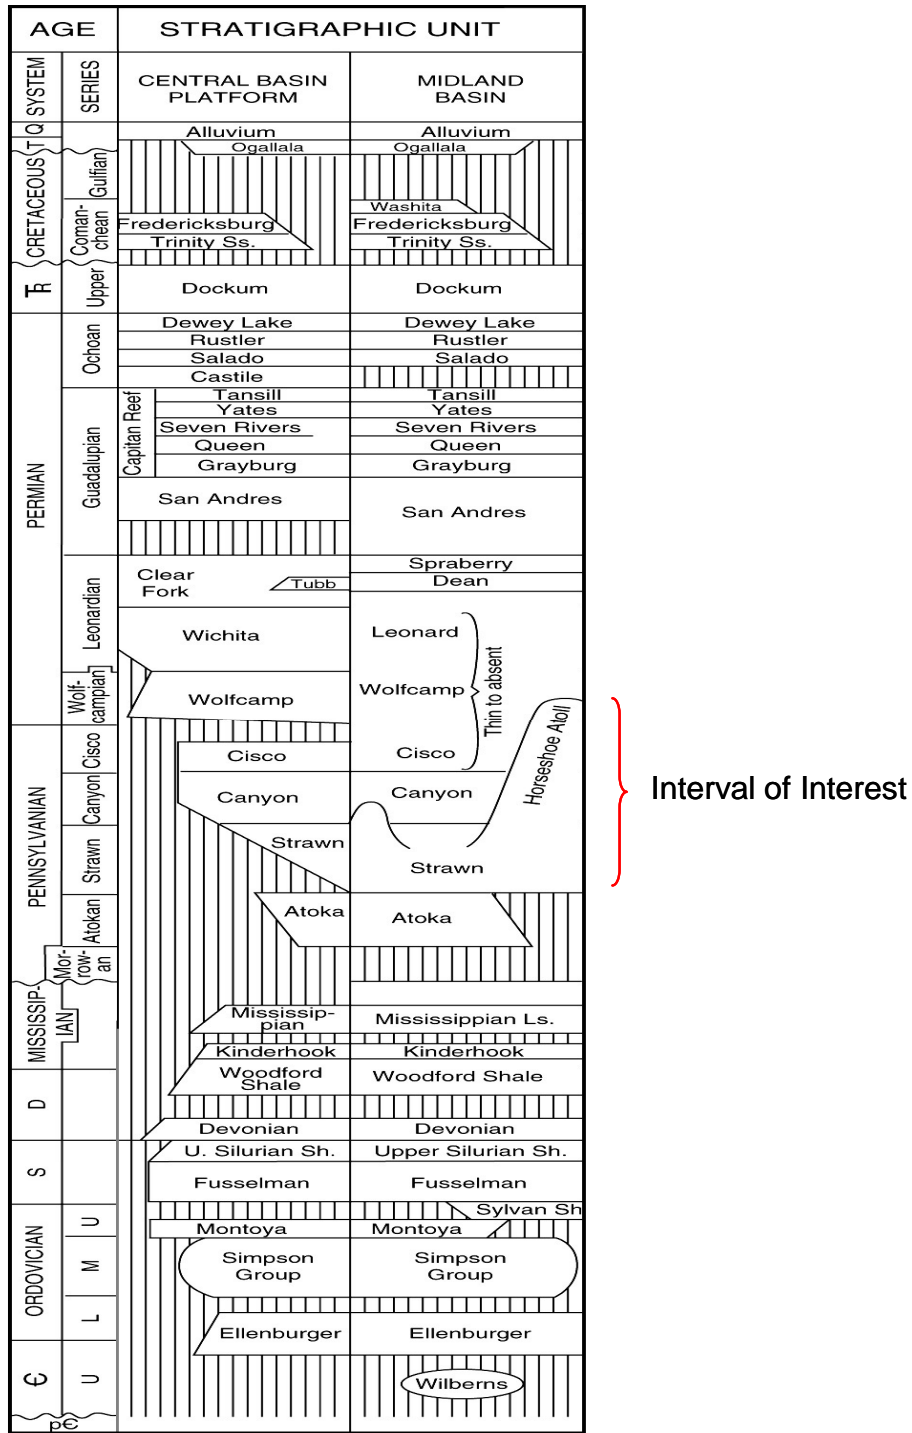 AGE
STRATIGRAPHIC UNIT
SYSTEM
SERIES
CENTRAL BASIN
PLATFORM
MIDLAND
BASIN
Q
T
Alluvium
Alluvium
Ogallala
Ogallala
CRETACEOUS
Gulfian
Coman-
chean
Washita
Fredericksburg
Fredericksburg
Trinity Ss.
Trinity Ss.
TR
Upper
Dockum
Dockum
PERMIAN
Ochoan
Dewey Lake
Dewey Lake
Rustler
Rustler
Salado
Salado
Castile
Guadalupian
Capitan Reef
Tansill
Tansill
Yates
Yates
Seven Rivers
Seven Rivers
Queen
Queen
Grayburg
Grayburg
San Andres
San Andres
Leonardian
Spraberry
Clear
Fork
Tubb
Dean
Wichita
Leonard
Wolf-
campian
Wolfcamp
Wolfcamp
Thin to absent
Horseshoe Atoll
Interval of Interest
PENNSYLVANIAN
Cisco
Cisco
Cisco
Canyon
Canyon
Canyon
Strawn
Strawn
Strawn
Atokan
Atoka
Atoka
Mor-
row-
an
MISSISSIP-
IAN
Mississip-
pian
Mississippian Ls.
Kinderhook
Kinderhook
Woodford
Shale
Woodford Shale
D
Devonian
Devonian
S
U. Silurian Sh.
Upper Silurian Sh.
Fusselman
Fusselman
ORDOVICIAN
U
Sylvan Sh
Montoya
Montoya
M
Simpson
Group
Simpson
Group
L
Ellenburger
Ellenburger
Є
U
Wilberns
pЄ